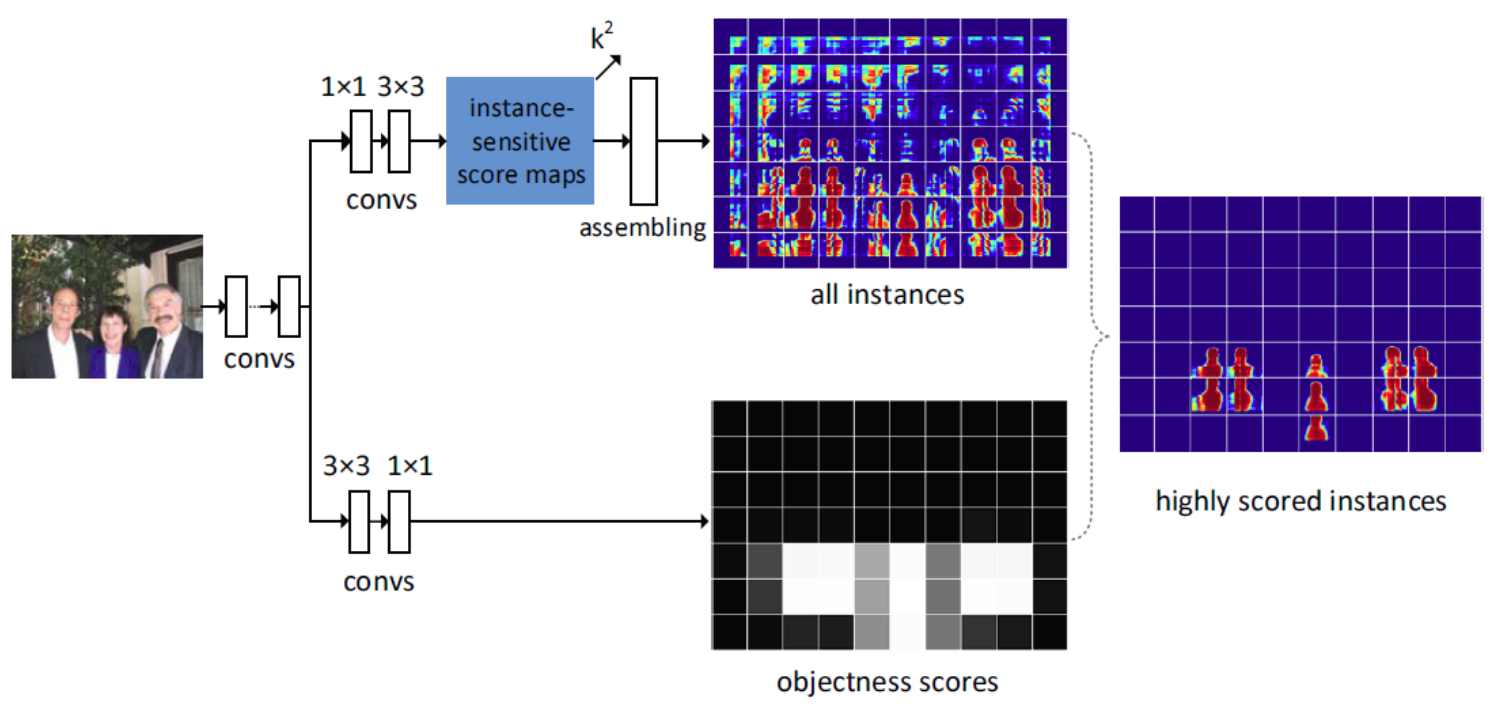 k²
1×1 3×3
instance-
sensitive
score maps
convs
assembling
all instances
convs
3×3 1×1
highly scored instances
convs
objectness scores